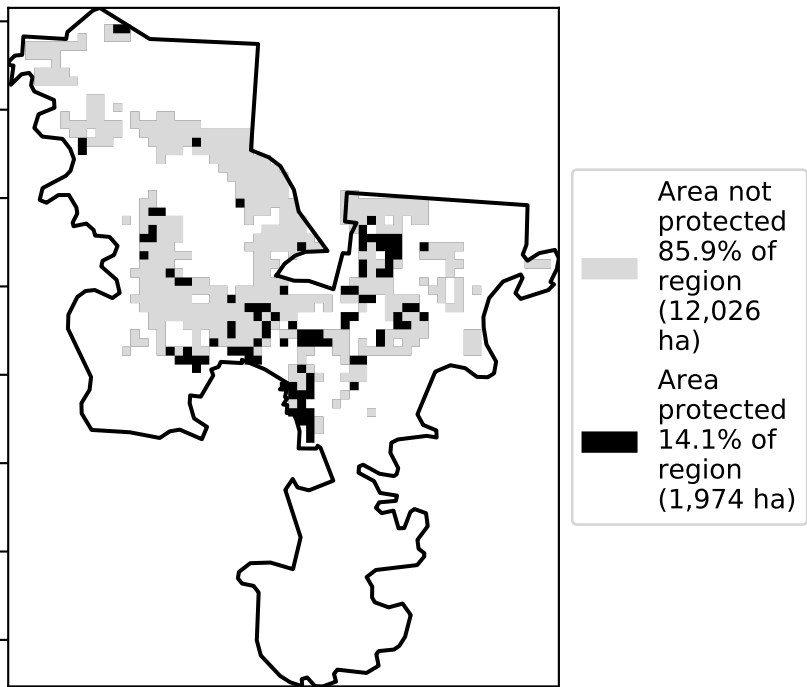 Area not
protected
85.9% of
region
(12,026
ha)
Area
protected
14.1% of
region
(1,974 ha)